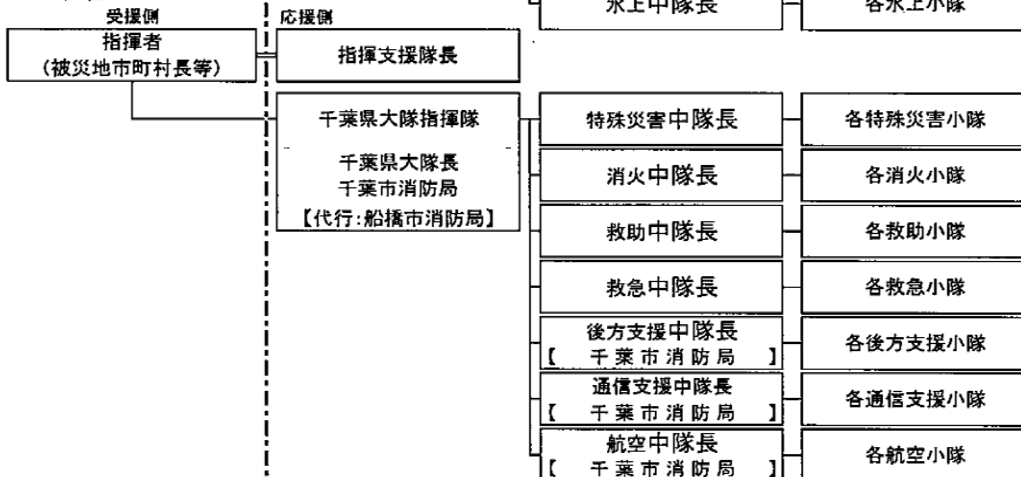 水上中隊長
各水上小隊
受援側
応援側
指揮者
(被災地市町村長等)
指揮支援隊長
千葉県大隊指揮隊
千葉県大隊長
千葉市消防局
【代行:船橋市消防局】
特殊災害中隊長
各特殊災害小隊
消火中隊長
各消火小隊
救助中隊長
各救助小隊
救急中隊長
各救急小隊
後方支援中隊長
【 千葉市消防局 】
各後方支援小隊
通信支援中隊長
【 千葉市消防局 】
各通信支援小隊
航空中隊長
【 千葉市消防局 】
各航空小隊